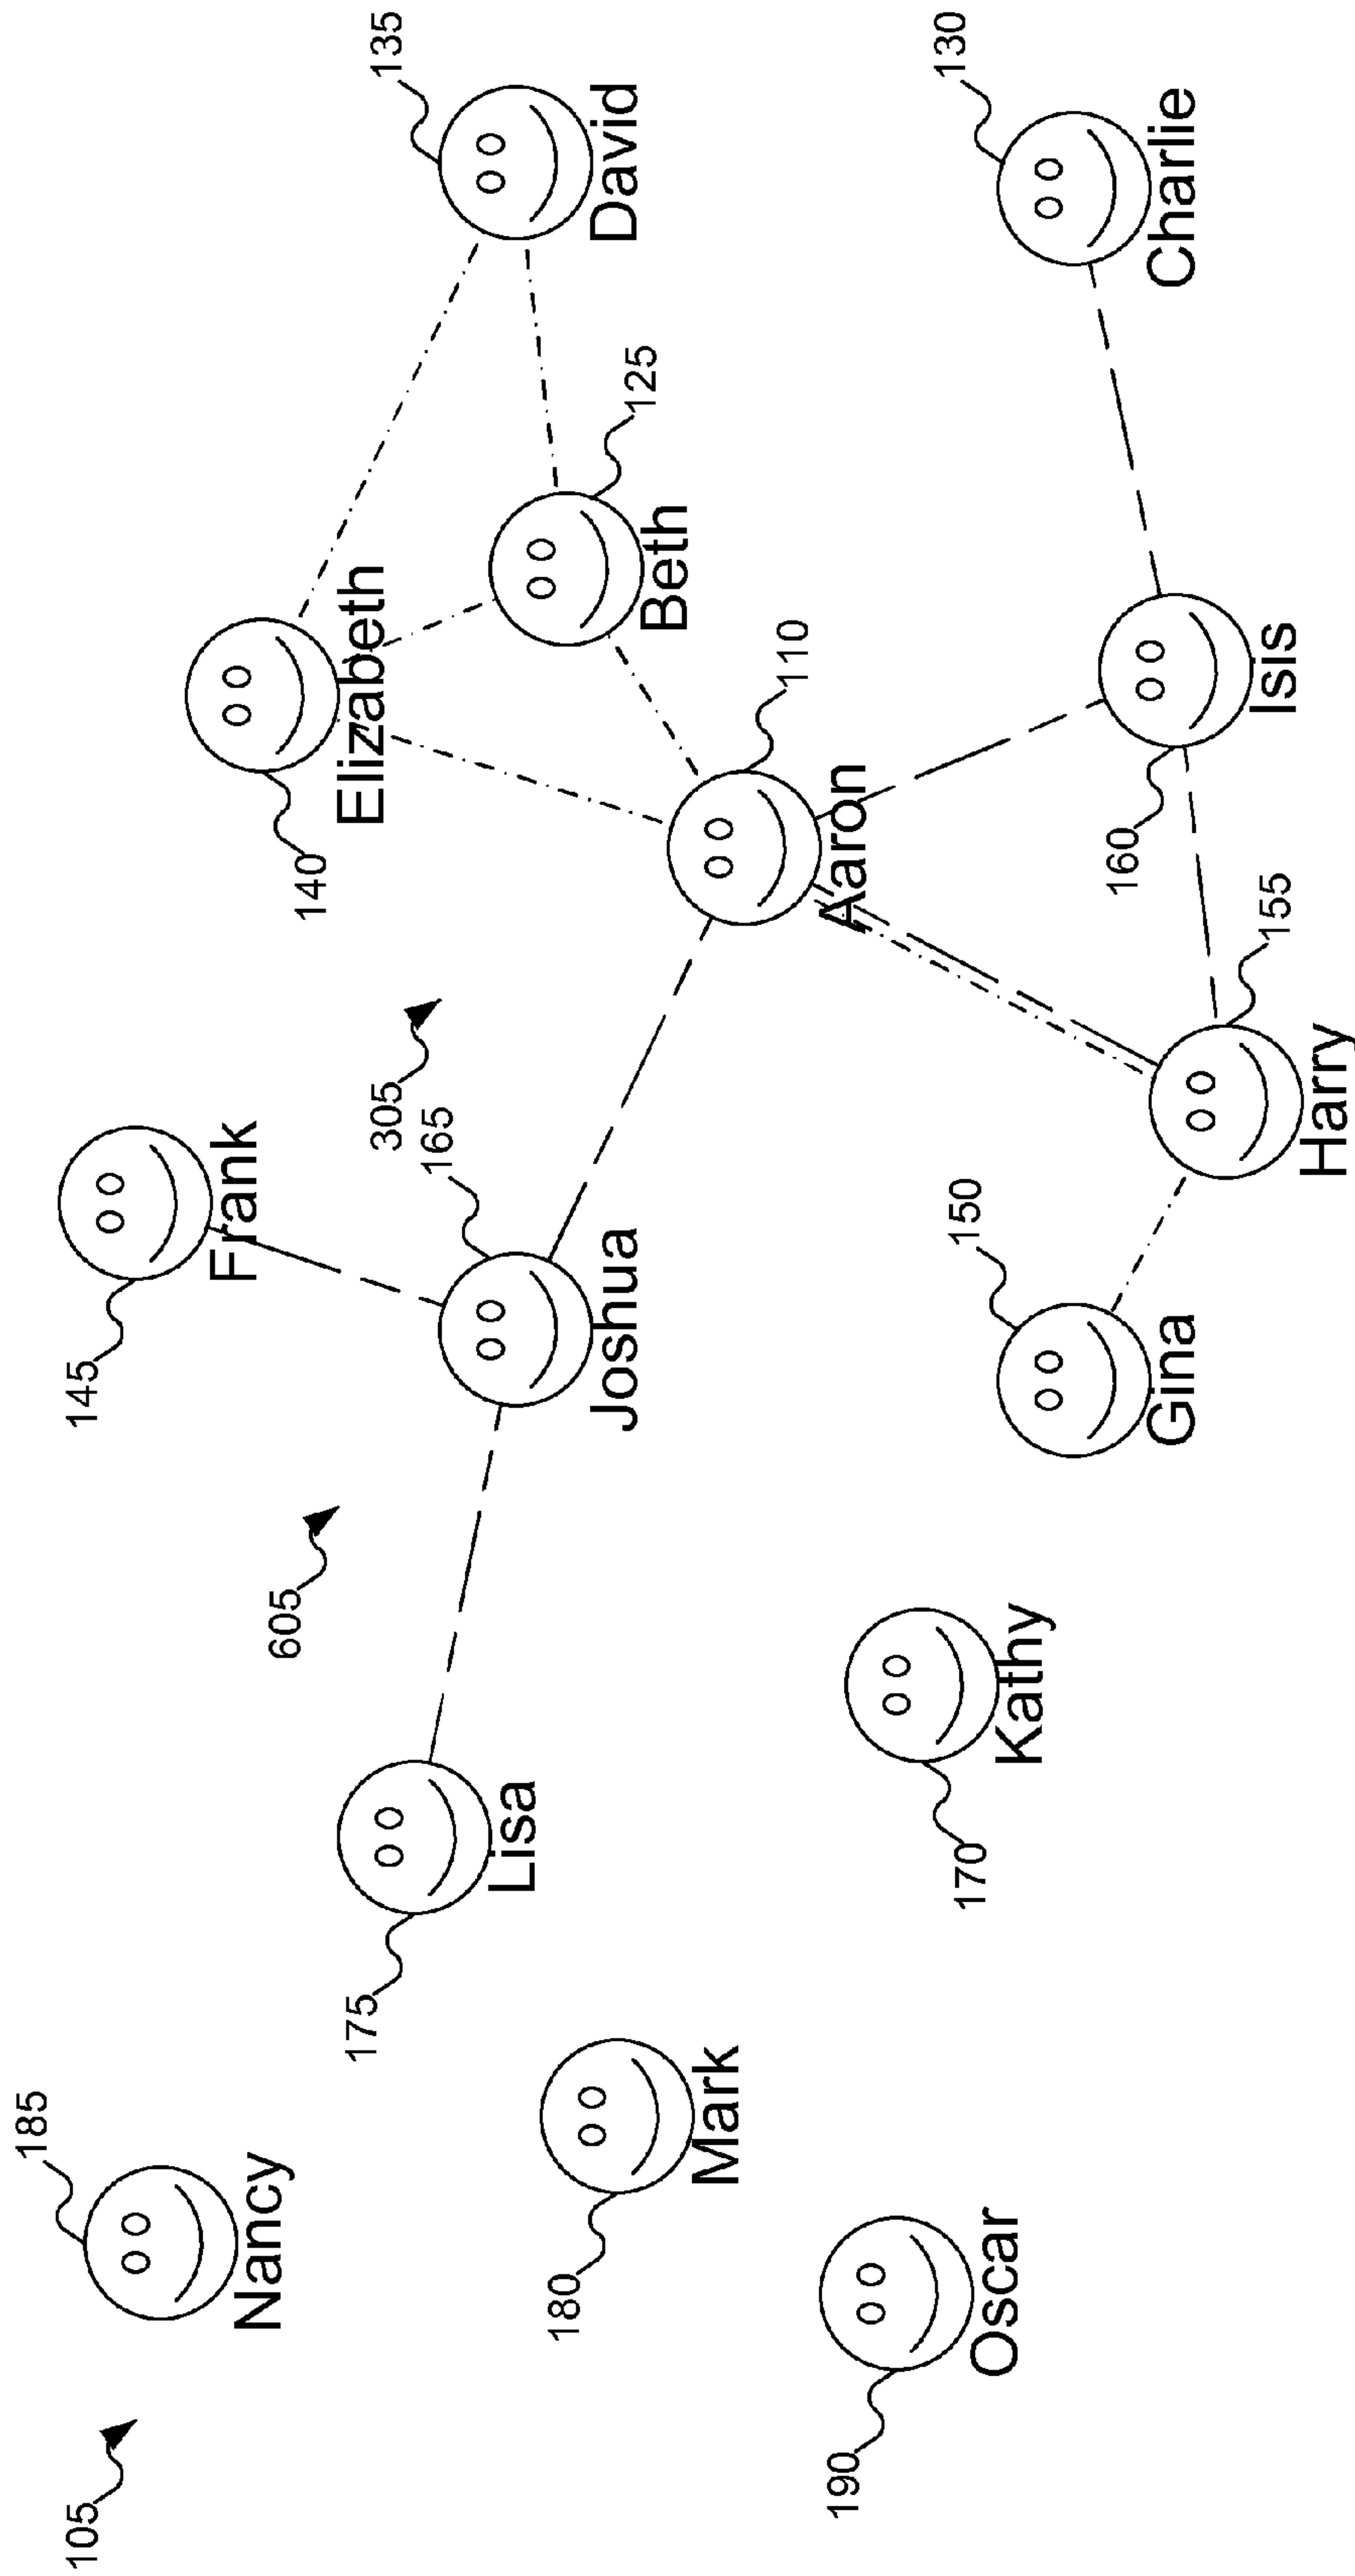 105
185
Nancy
180
Mark
190
Oscar
175
Lisa
605
170
Kathy
145
Frank
305
165
Joshua
150
Gina
155
Harry
140
Elizabeth
125
Beth
110
Aaron
160
Isis
135
David
130
Charlie